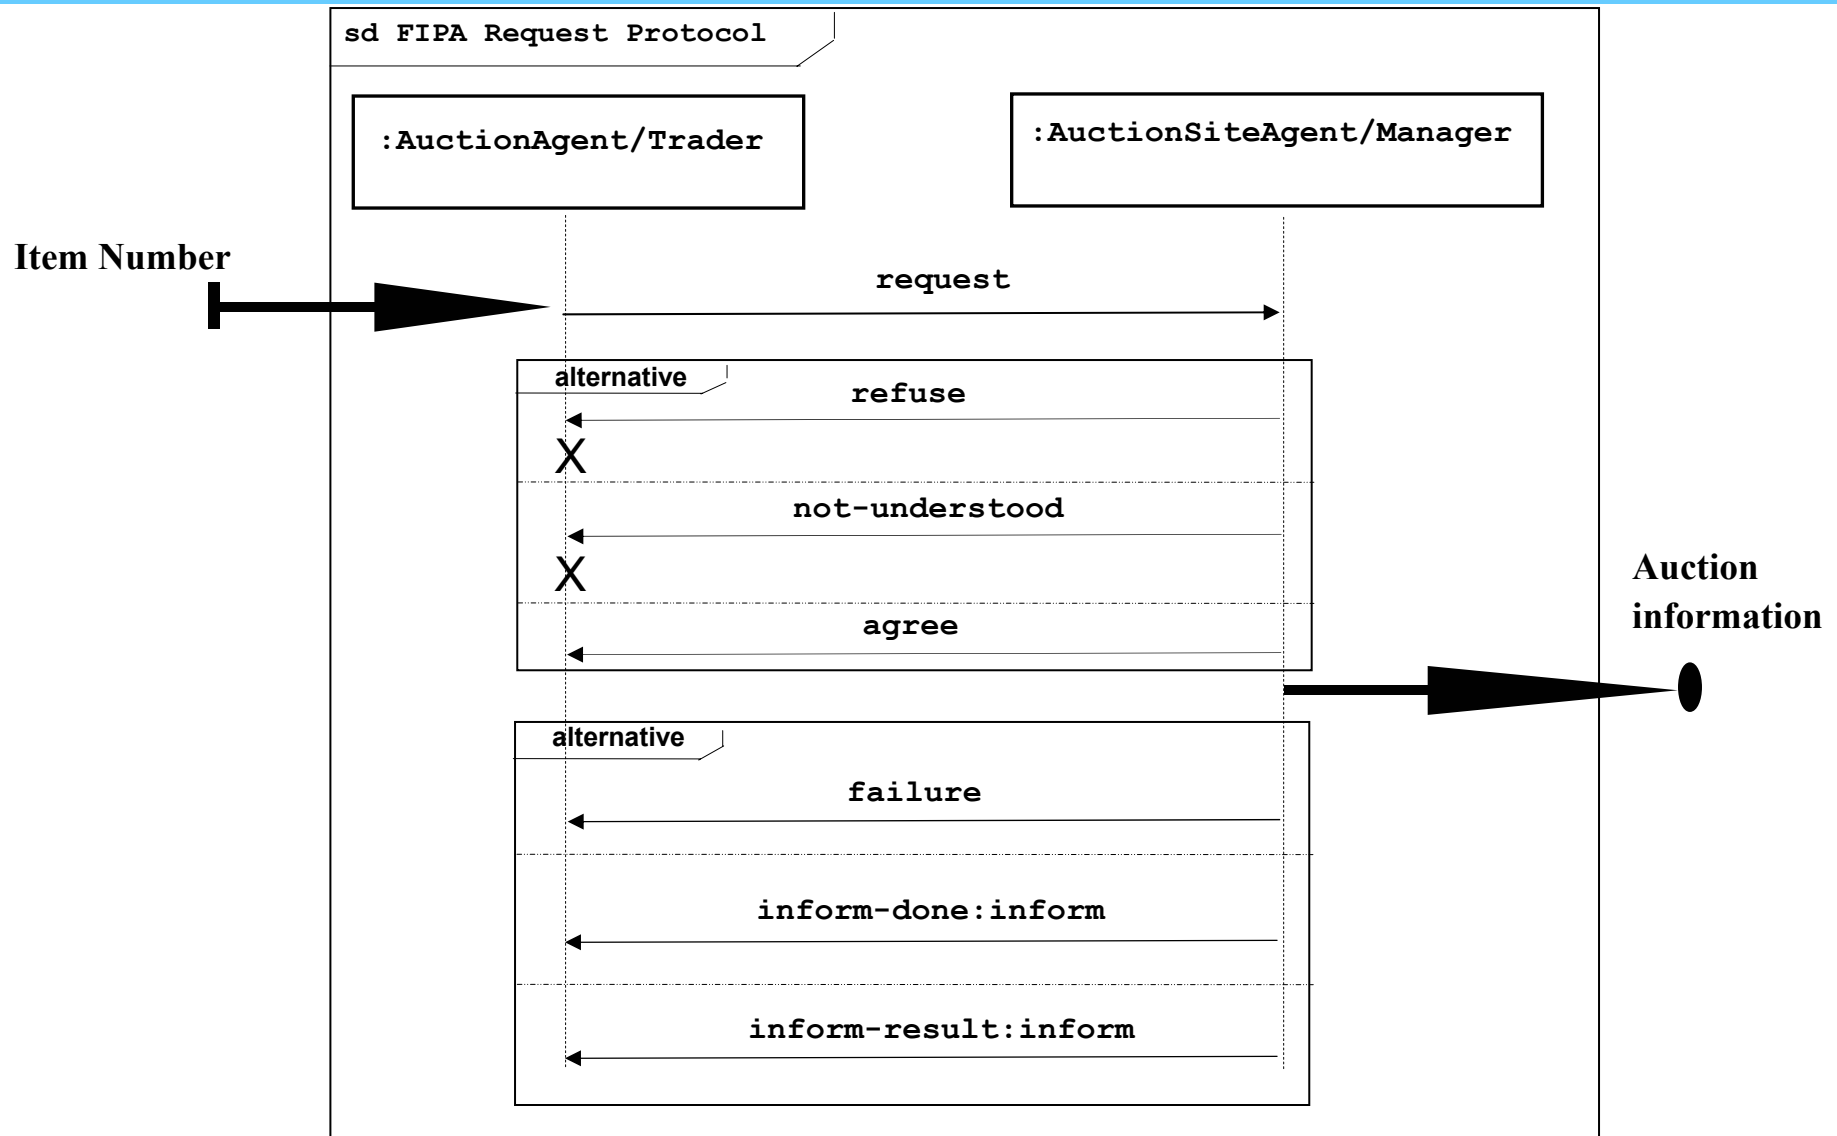 sd FIPA Request Protocol
:AuctionAgent/Trader
:AuctionSiteAgent/Manager
Item Number
request
alternative
refuse
X
not-understood
X
agree
Auction
information
alternative
failure
inform-done:inform
inform-result:inform